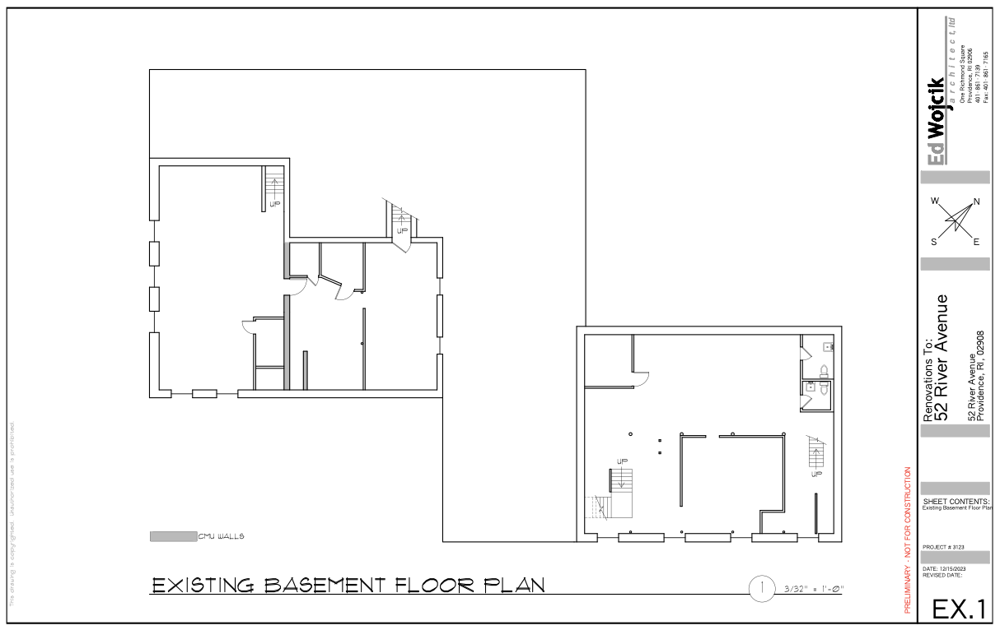 UP
UP
UP
UP
CMU WALLS
EXISTING BASEMENT FLOOR PLAN
1
3/32" = 1'-0"
This drawing is copyrighted. Unauthorized use is prohibited.
PRELIMINARY - NOT FOR CONSTRUCTION
Ed Wojcik
architect, ltd
One Richmond Square
Providence, RI 02906
401- 861- 7139
Fax: 401- 861- 7165
W
N
S
E
Renovations To:
52 River Avenue
52 River Avenue
Providence, RI, 02908
SHEET CONTENTS:
Existing Basement Floor Plan
PROJECT # 3123
DATE: 12/15/2023
REVISED DATE:
EX.1